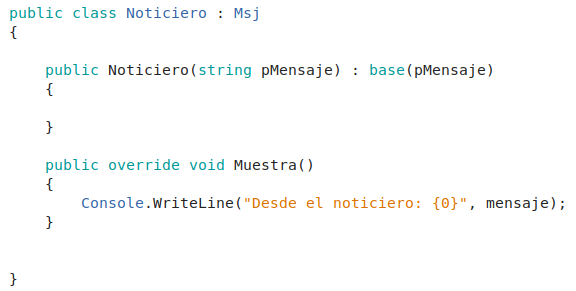 public class Noticiero : Msj
{
    public Noticiero(string pMensaje) : base(pMensaje)
    {
    }
    public override void Muestra()
    {
        Console.WriteLine("Desde el noticiero: {0}", mensaje);
    }
}